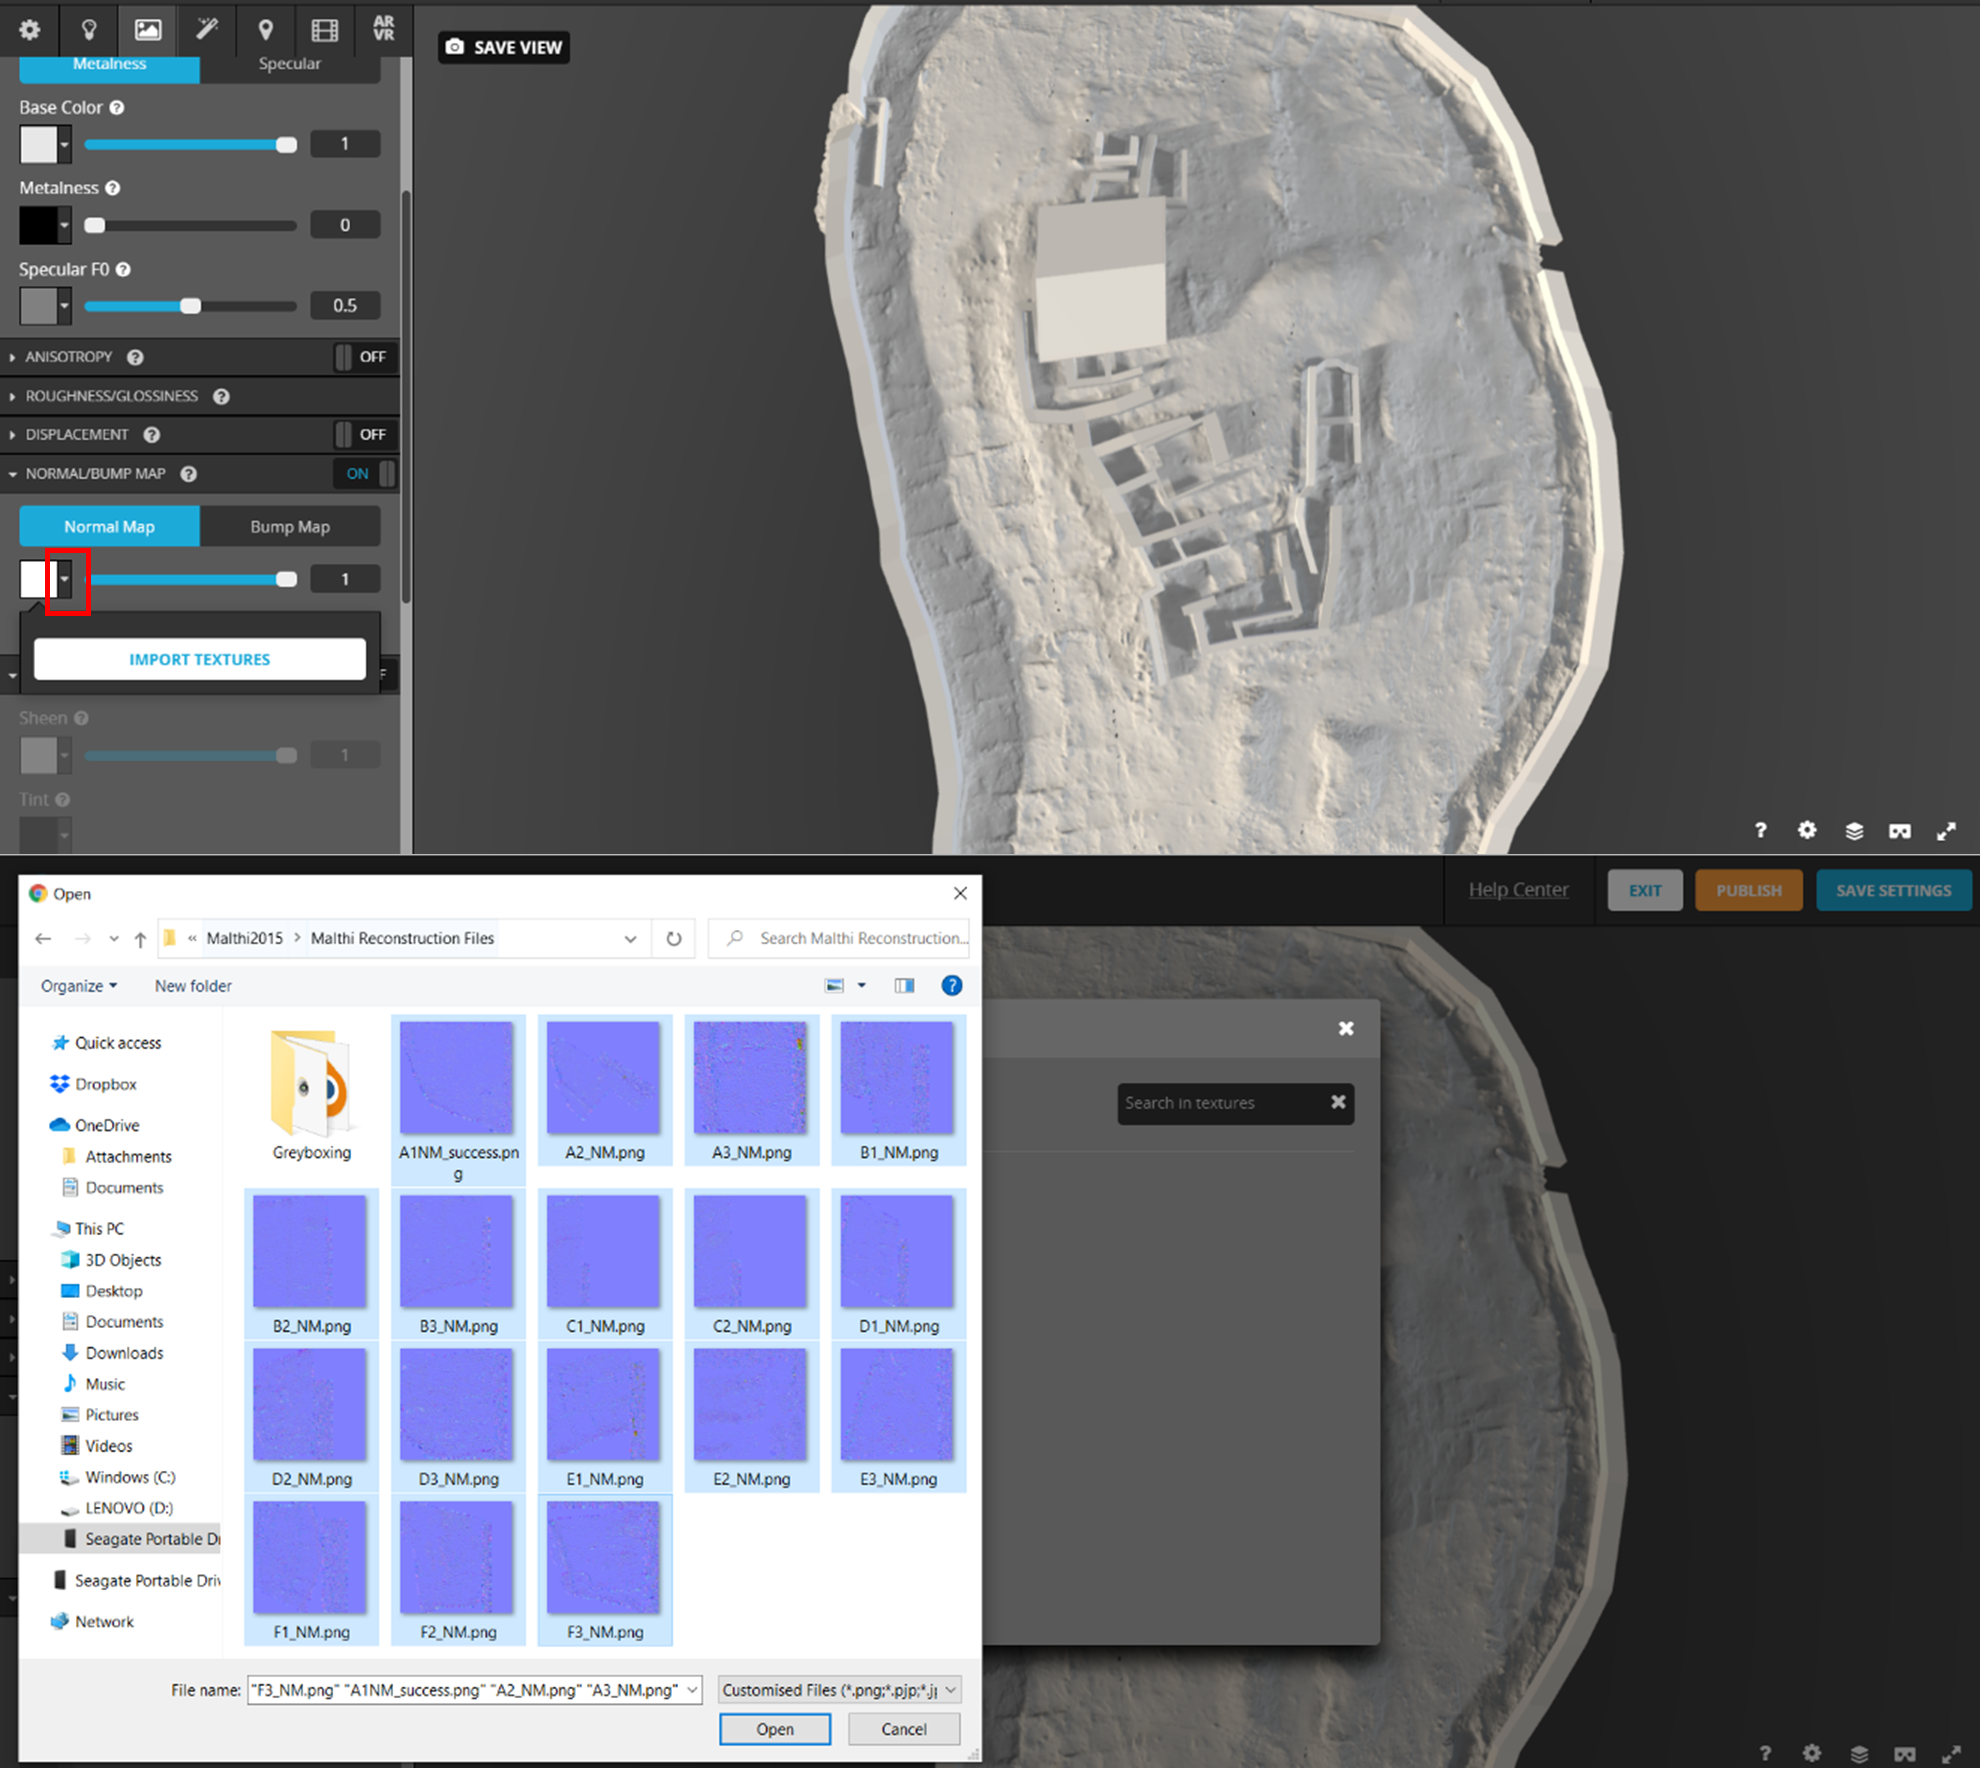 AR
VR
Metalness
Specular
SAVE VIEW
Base Color ?
1
Metalness ?
0
Specular F0 ?
0.5
ANISOTROPY ?
OFF
ROUGHNESS/GLOSSINESS ?
DISPLACEMENT ?
OFF
NORMAL/BUMP MAP ?
ON
Normal Map
Bump Map
1
IMPORT TEXTURES
F
Sheen ?
1
Tint ?
?
Open
Help Center
EXIT
PUBLISH
SAVE SETTINGS
« Malthi2015 > Malthi Reconstruction Files
Search Malthi Reconstruction...
Organize
New folder
?
Quick access
Dropbox
OneDrive
Attachments
Documents
This PC
3D Objects
Desktop
Documents
Downloads
Music
Pictures
Videos
Windows (C:)
LENOVO (D:)
Seagate Portable Dr
Seagate Portable Driv
Network
Greyboxing
A1NM_success.pn
g
A2_NM.png
A3_NM.png
B1_NM.png
B2_NM.png
B3_NM.png
C1_NM.png
C2_NM.png
D1_NM.png
D2_NM.png
D3_NM.png
E1_NM.png
E2_NM.png
E3_NM.png
F1_NM.png
F2_NM.png
F3_NM.png
Search in textures
File name:
"F3_NM.png" "A1NM_success.png" "A2_NM.png" "A3_NM.png"
Customised Files (*.png;*.pjp;*.j
Open
Cancel
?